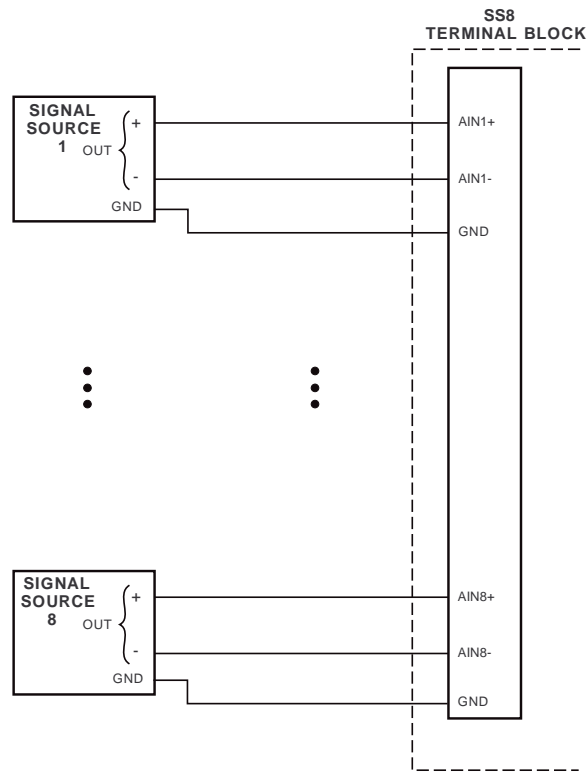 SS8
TERMINAL BLOCK
SIGNAL
SOURCE
1
OUT
+
-
GND
AIN1+
AIN1-
GND
SIGNAL
SOURCE
8
OUT
+
-
GND
AIN8+
AIN8-
GND